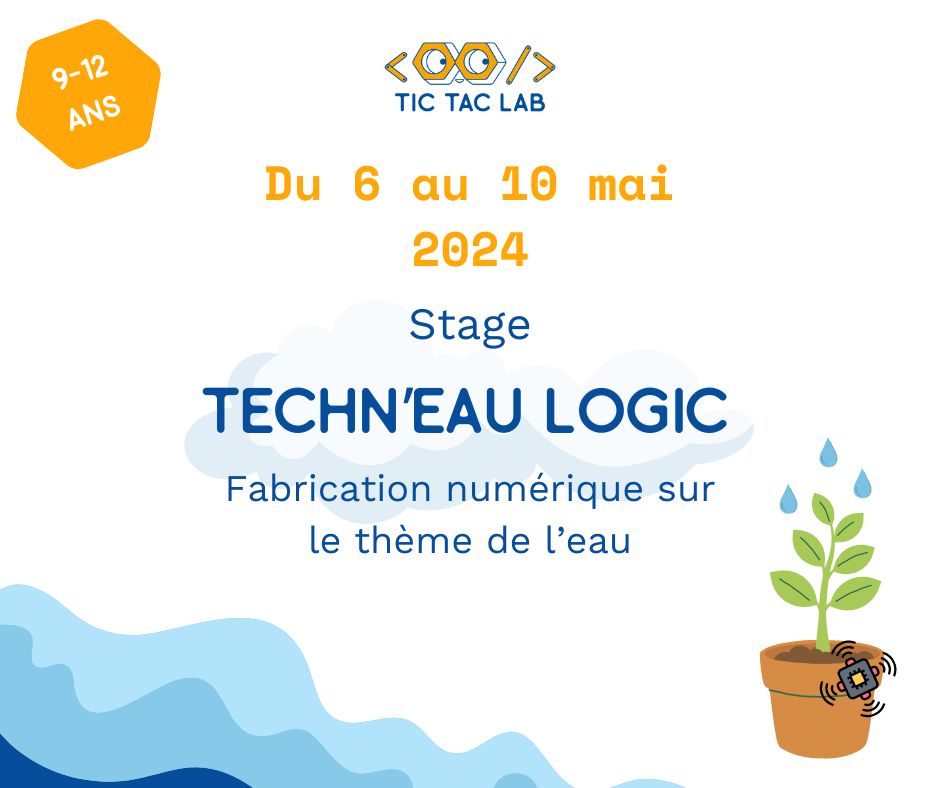 9-12
ANS
TIC TAC LAB
Du 6 au 10 mai
2024
Stage
TECHN'EAU LOGIC
Fabrication numérique sur
le thème de l’eau